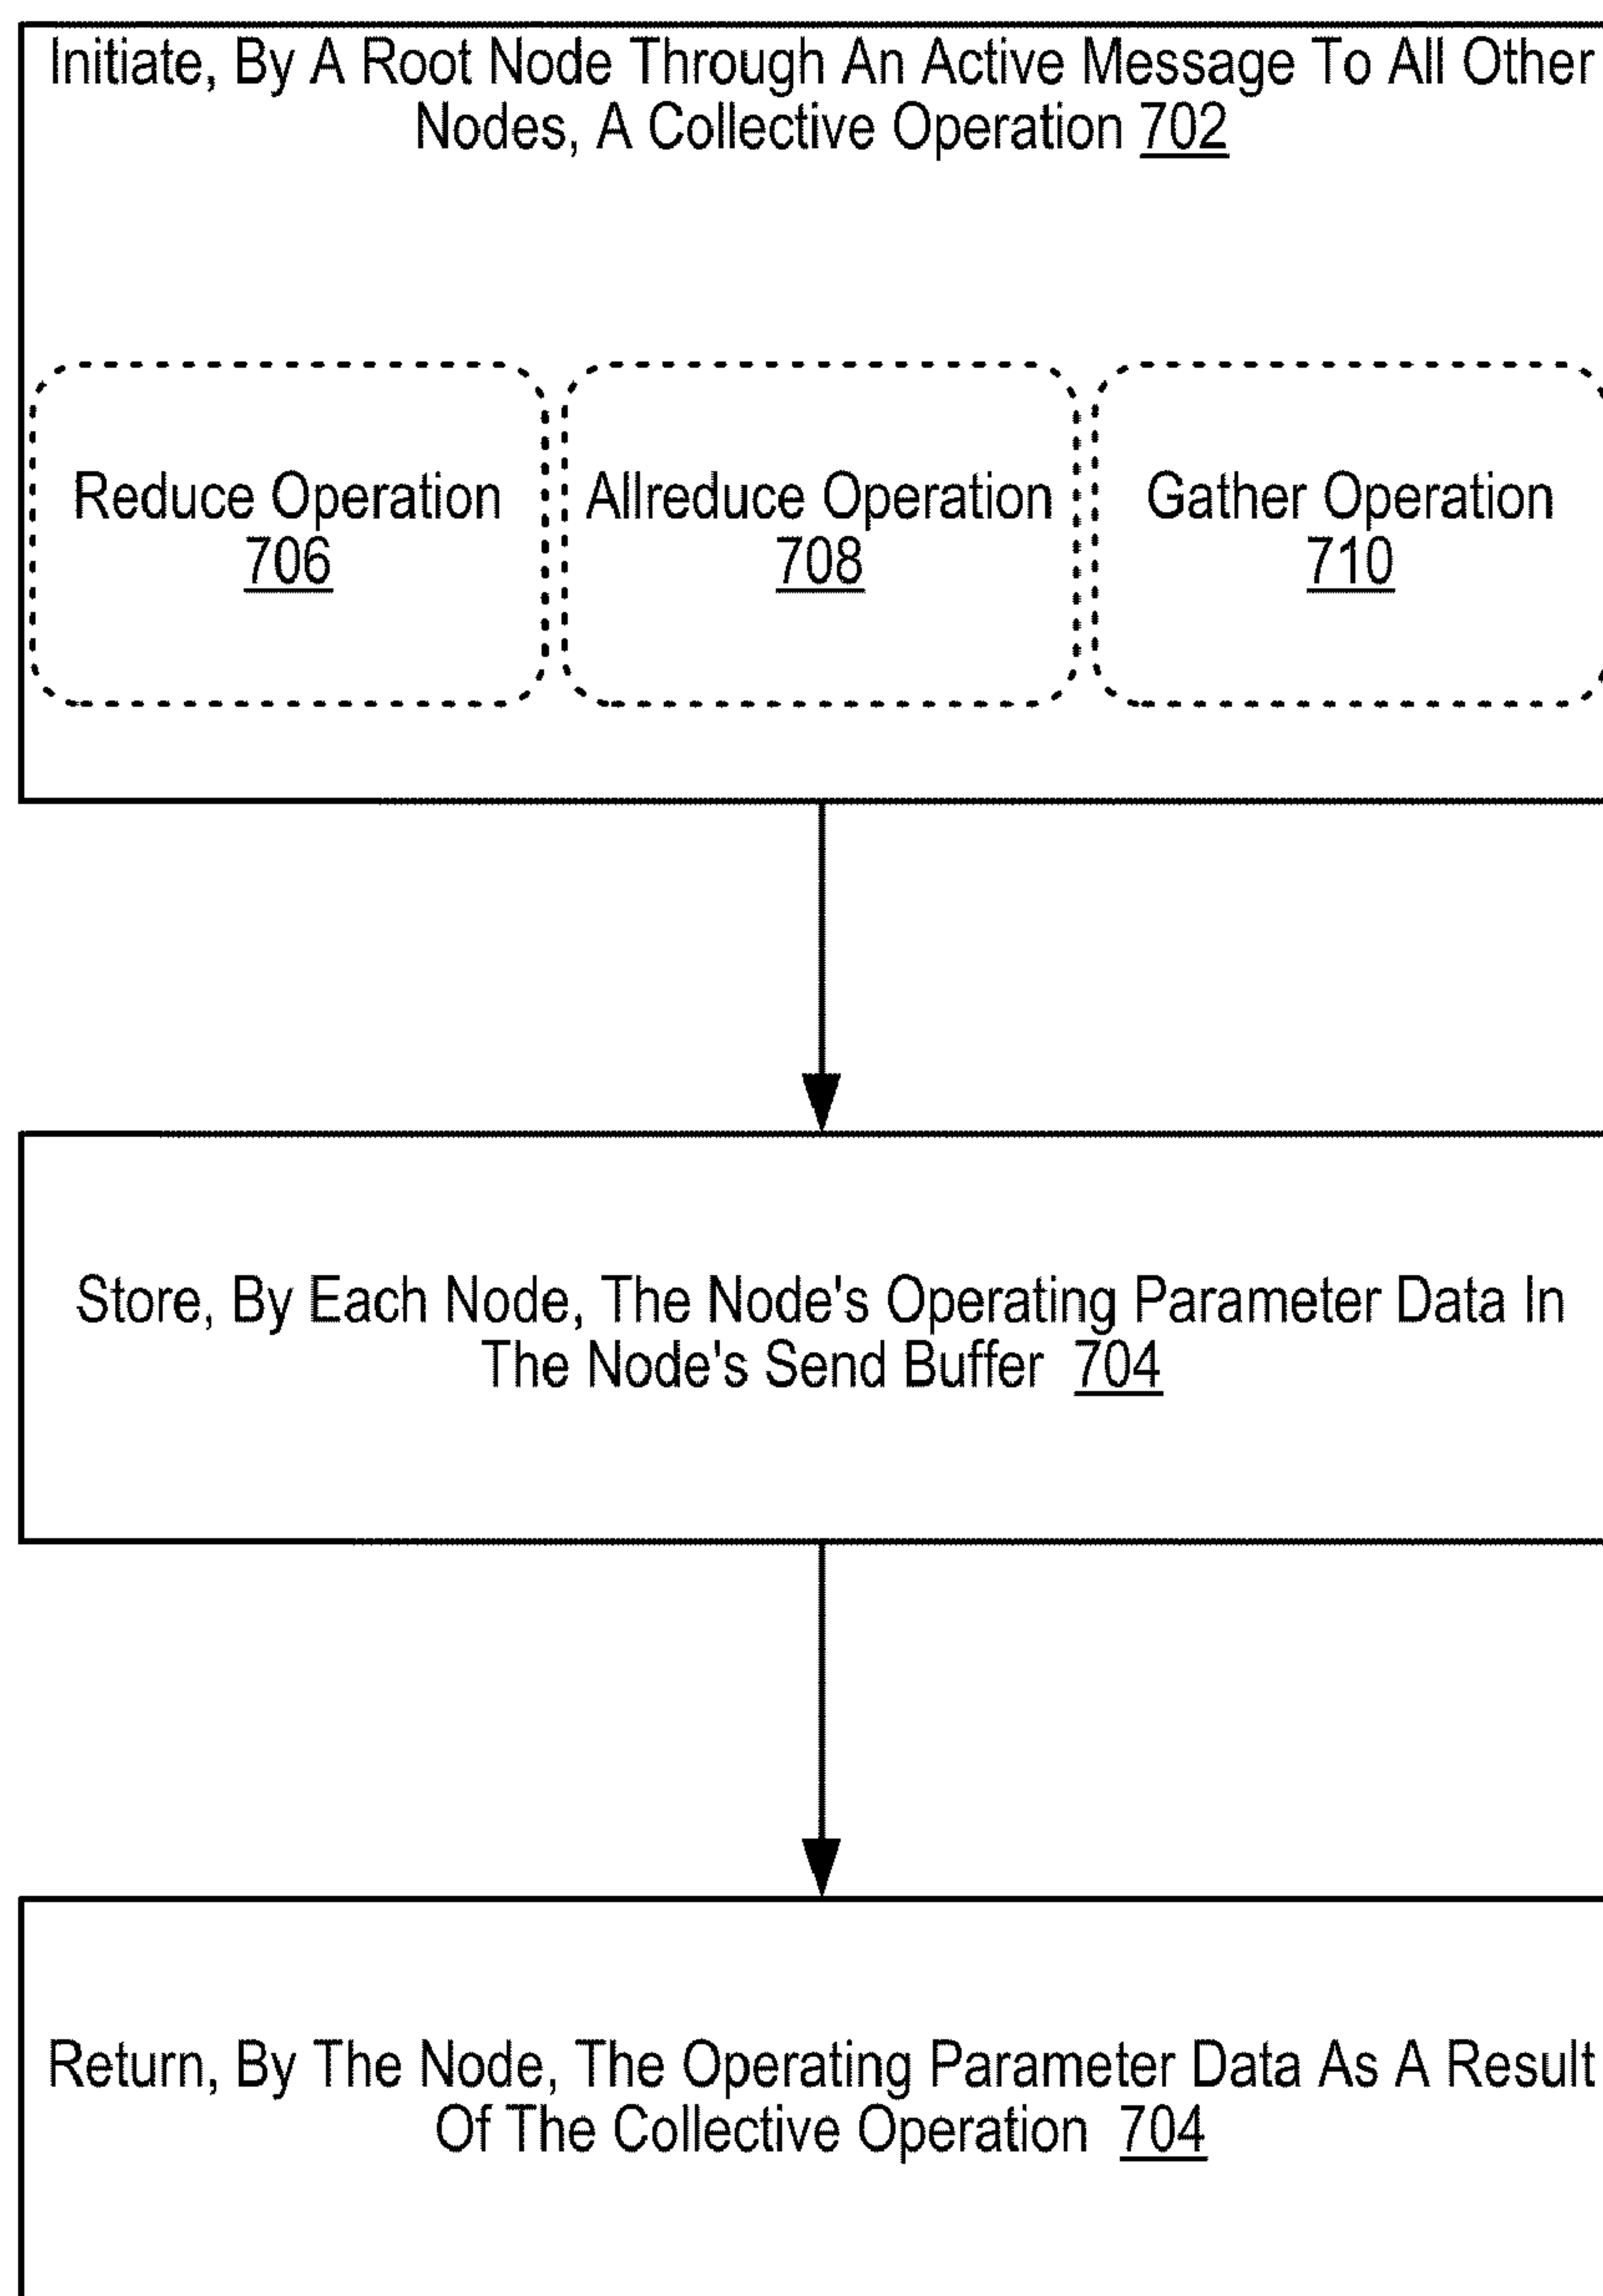 Initiate, By A Root Node Through An Active Message To All Other
Nodes, A Collective Operation 702
Reduce Operation
706
Allreduce Operation
708
Gather Operation
710
Store, By Each Node, The Node's Operating Parameter Data In
The Node's Send Buffer 704
Return, By The Node, The Operating Parameter Data As A Result
Of The Collective Operation 704